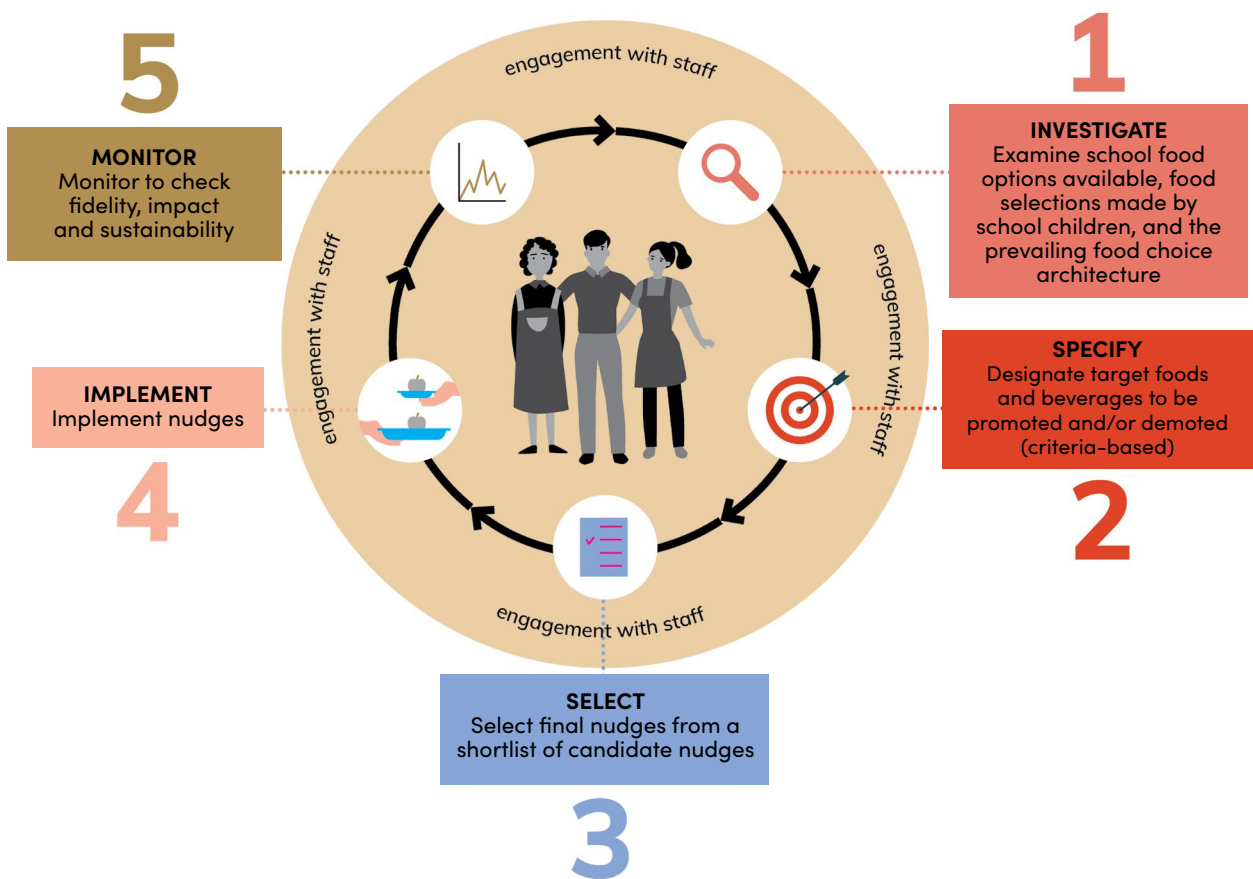 1
INVESTIGATE
Examine school food
options available, food
selections made by
school children, and the
prevailing food choice
architecture
SPECIFY
Designate target foods
and beverages to be
promoted and/or demoted
(criteria-based)
2
SELECT
Select final nudges from a
shortlist of candidate nudges
3
IMPLEMENT
Implement nudges
4
5
MONITOR
Monitor to check
fidelity, impact
and sustainability
engagement with staff
engagement with staff
engagement with staff
engagement with staff